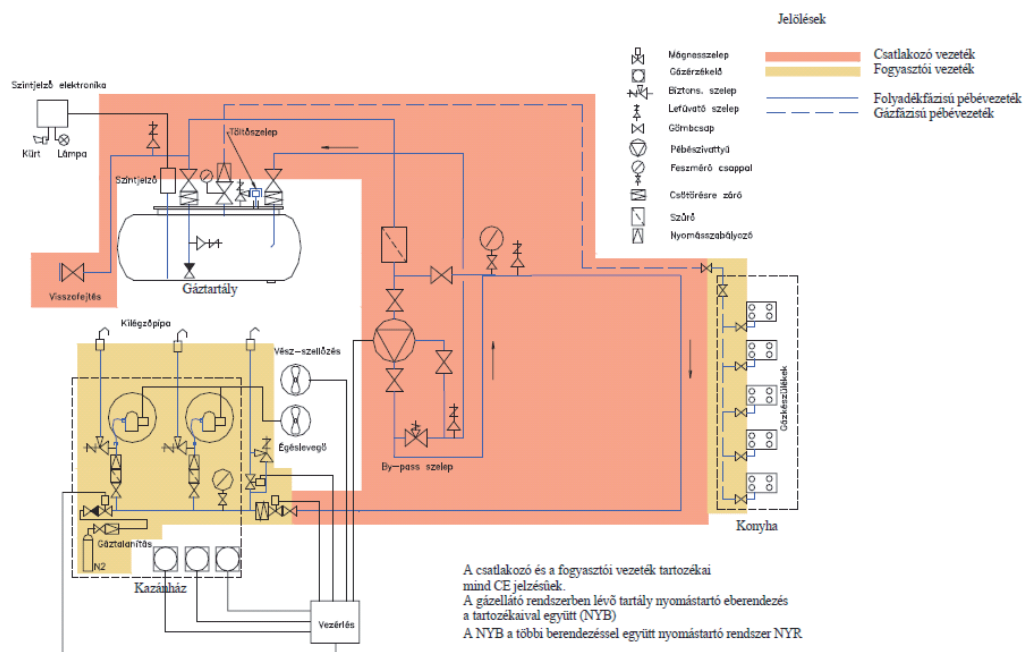 Jelölések
Mágnesszelep
Gázérzékelő
Biztons. szelep
Lefúvató szelep
Gömbcsap
Pébészivattyú
Feszmérő csappal
Csőtörésre záró
Szűrő
Nyomásszabályozó
Csatlakozó vezeték
Fogyasztói vezeték
Folyadékfázisú pébévezeték
Gázfázisú pébévezeték
Szintjelző elektronika
Kürt
Lámpa
Szintjelző
Töltőszelep
Gáztartály
Visszofejtés
Kilégzőpipa
Vész-szellőzés
Égéslevegő
By-pass szelep
Gázkészülékek
Konyha
Gáztalanítás
N2
Kazánház
Vezérlés
A csatlakozó és a fogyasztói vezeték tartozékai
mind CE jelzésűek.
A gázellátó rendszerben lévő tartály nyomástartó eberendezés
a tartozékaival együtt (NYB)
A NYB a többi berendezéssel együtt nyomástartó rendszer NYR